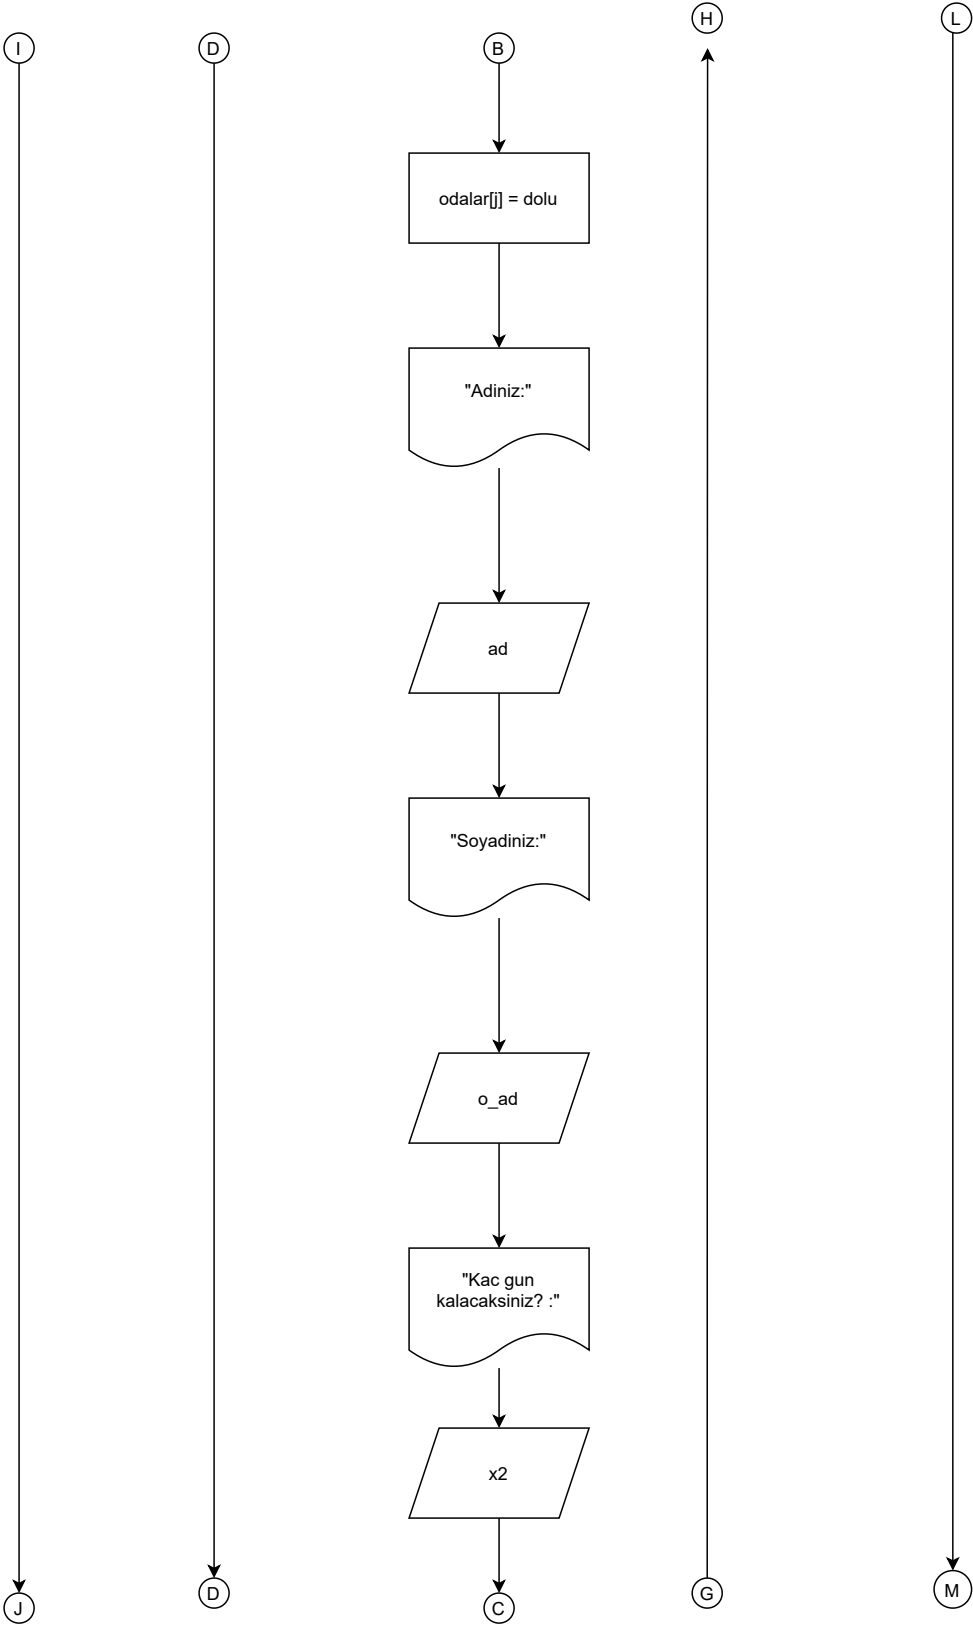 H
L
I
D
B
odalar[j] = dolu
"Adiniz:"
ad
"Soyadiniz:"
o_ad
"Kac gun
kalacaksiniz? :"
x2
J
D
C
G
M